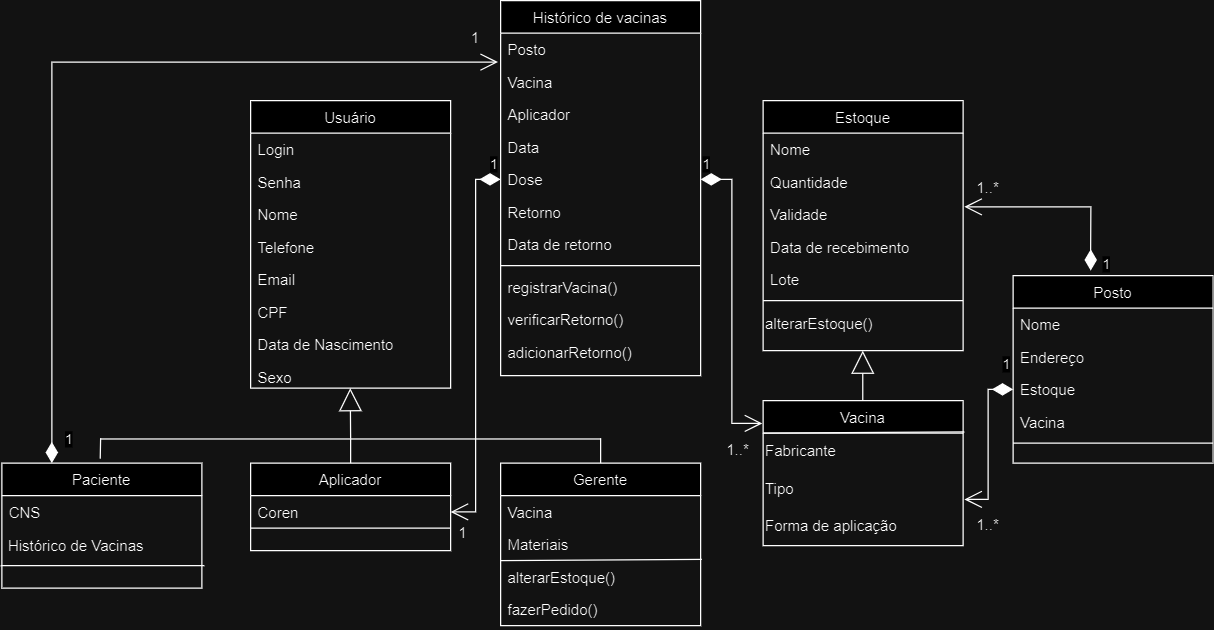 Histórico de vacinas
Posto
Vacina
Aplicador
Data
Dose
Retorno
Data de retorno
registrarVacina()
verificarRetorno()
adicionarRetorno()
1
1
1
Usuário
Login
Senha
Nome
Telefone
Email
CPF
Data de Nascimento
Sexo
Estoque
Nome
Quantidade
Validade
Data de recebimento
Lote
alterarEstoque()
1..*
1
Posto
Nome
Endereço
Estoque
Vacina
1
Vacina
Fabricante
Tipo
Forma de aplicação
1..*
1..*
1
Paciente
CNS
Histórico de Vacinas
Aplicador
Coren
1
Gerente
Vacina
Materiais
alterarEstoque()
fazerPedido()